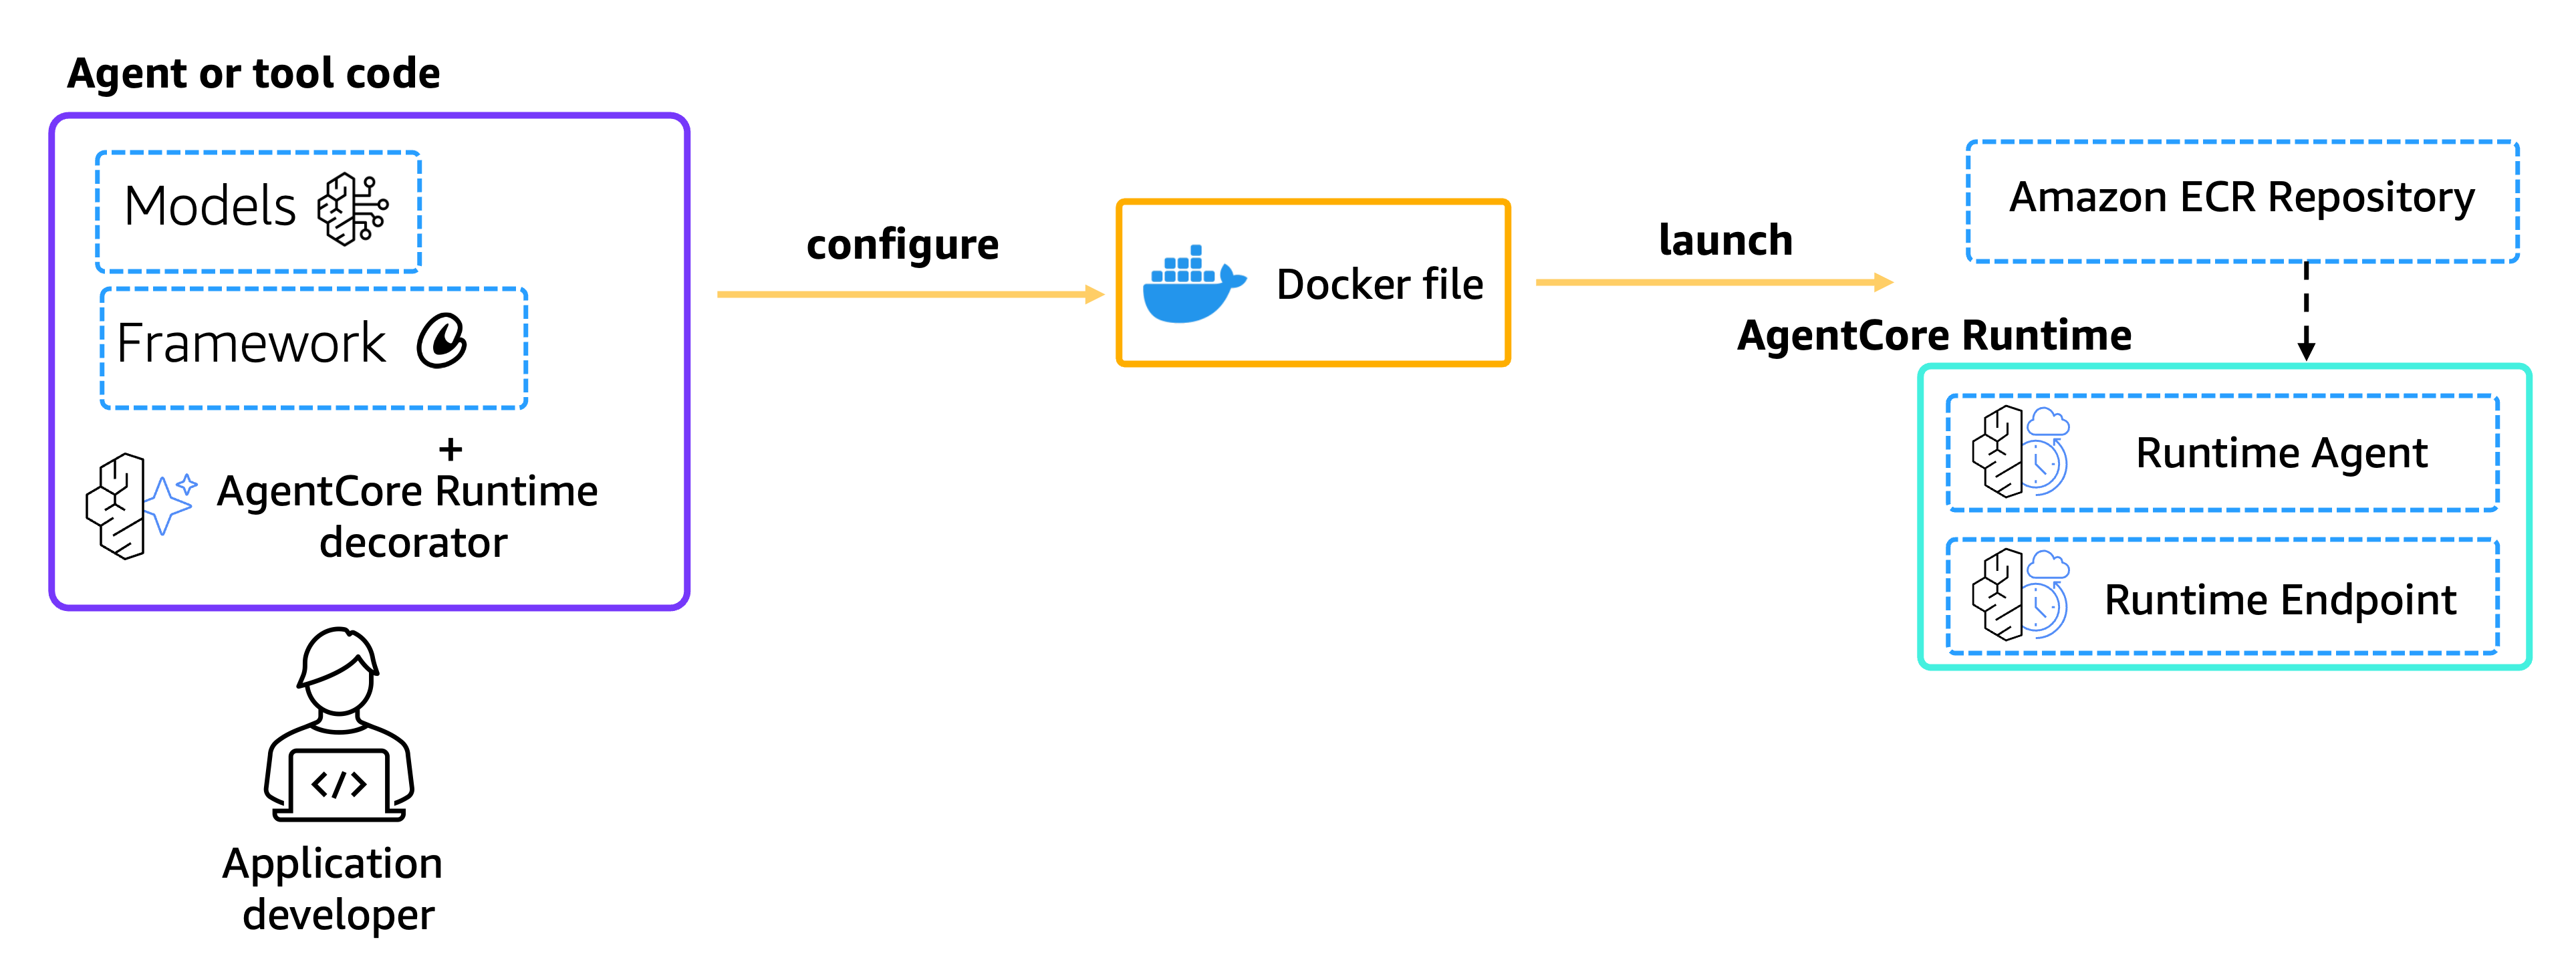 Agent or tool code
Models
Framework
+
AgentCore Runtime
decorator
</>
Application
developer
configure
Docker file
launch
Amazon ECR Repository
AgentCore Runtime
Runtime Agent
Runtime Endpoint